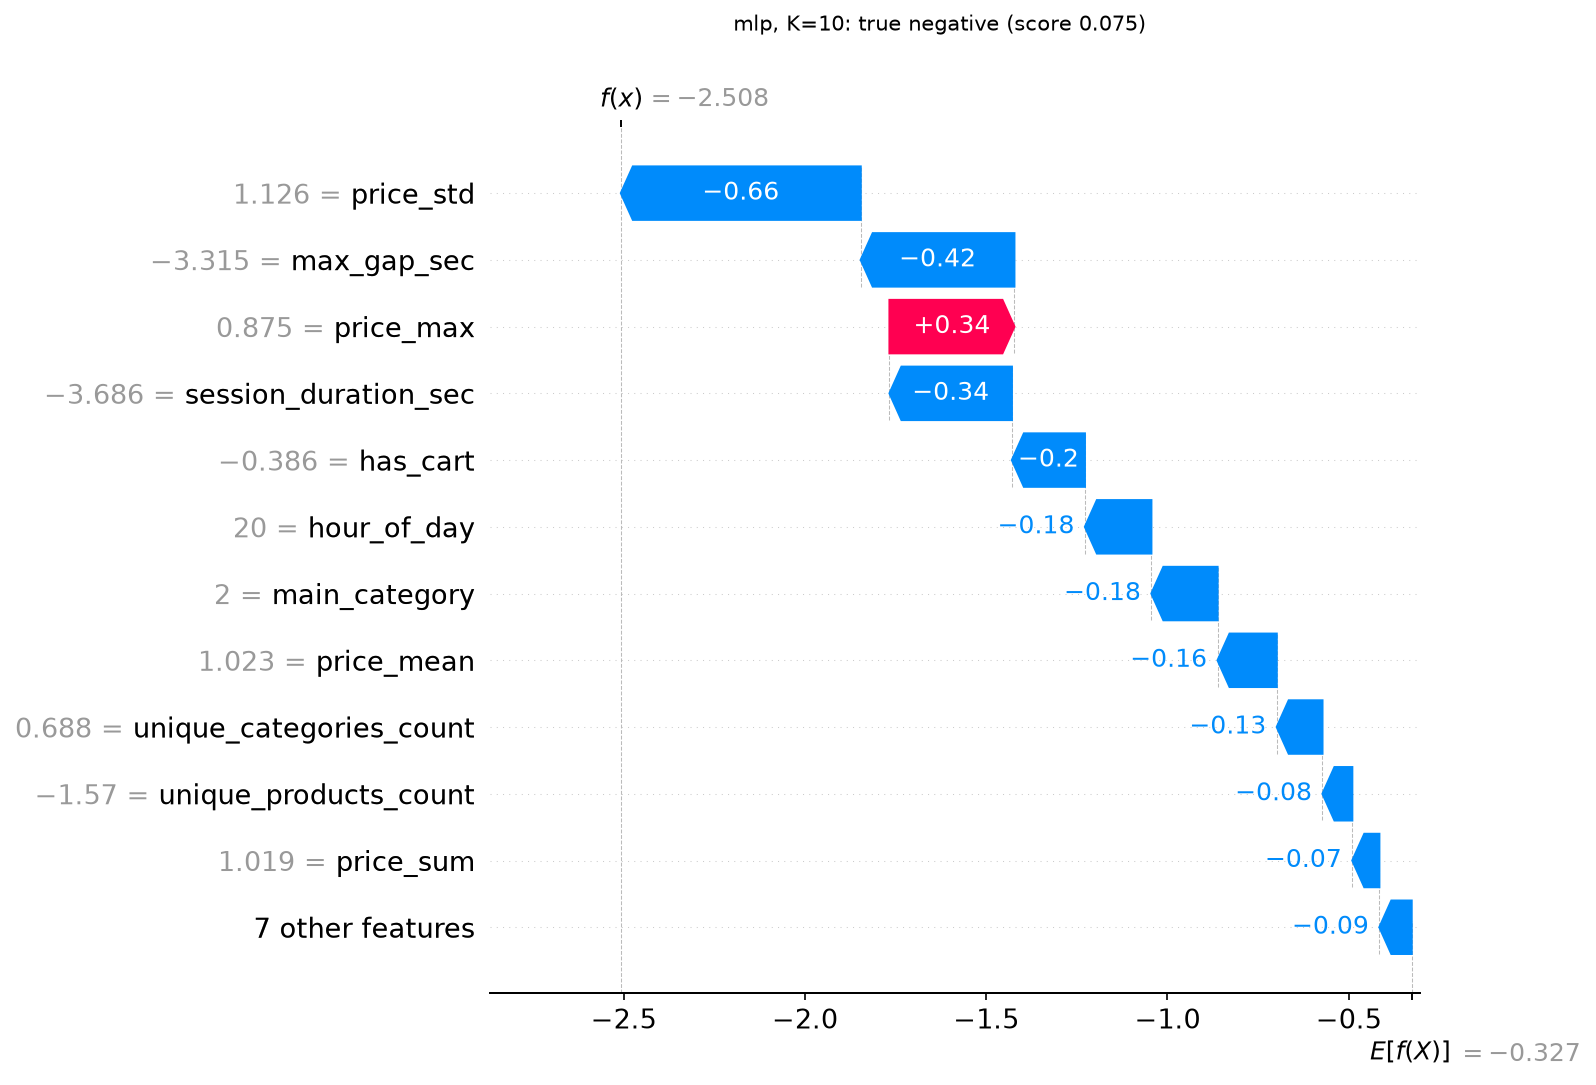 mlp, K=10: true negative (score 0.075)
f(x) = −2.508
1.126 = price_std −0.66
−3.315 = max_gap_sec −0.42
0.875 = price_max +0.34
−3.686 = session_duration_sec −0.34
−0.386 = has_cart −0.2
20 = hour_of_day −0.18
2 = main_category −0.18
1.023 = price_mean −0.16
0.688 = unique_categories_count −0.13
−1.57 = unique_products_count −0.08
1.019 = price_sum −0.07
7 other features −0.09
−2.5 −2.0 −1.5 −1.0 −0.5
E[f(X)] = −0.327